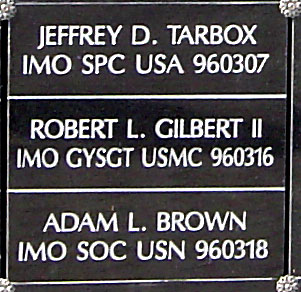 JEFFREY D. TARBOX
IMO SPC USA 960307
ROBERT L. GILBERT II
IMO GYSGT USMC 960316
ADAM L. BROWN
IMO SOC USN 960318